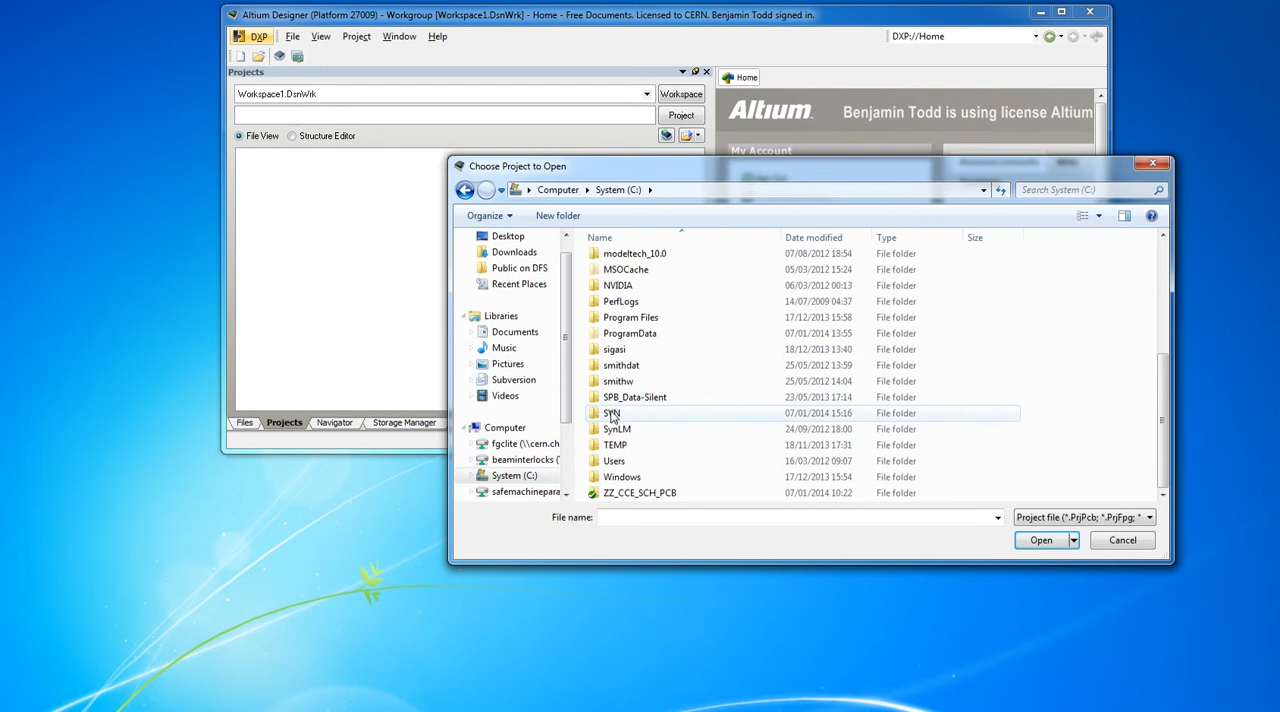 Altium Designer (Platform 27009) - Workgroup [Workspace1.DsnWrk] - Home - Free Documents. Licensed to CERN. Benjamin Todd signed in.
DXP File View Project Window Help DXP://Home
Projects
Home
Workspace1.DsnWrk Workspace
Altium. Benjamin Todd is using license Altium
Project
File View Structure Editor
My Account
Choose Project to Open
Computer System (C:) Search System (C:)
Organize New folder
Name Date modified Type Size
Desktop
Downloads
Public on DFS
Recent Places
Libraries
Documents
Music
Pictures
Subversion
Videos
Computer
fgclite (\\cern.ch
beaminterlocks (
System (C:)
safemachinepara
modeltech_10.0 07/08/2012 18:54 File folder
MSOCache 05/03/2012 15:24 File folder
NVIDIA 06/03/2012 00:13 File folder
PerfLogs 14/07/2009 04:37 File folder
Program Files 17/12/2013 15:58 File folder
ProgramData 07/01/2014 13:55 File folder
sigasi 18/12/2013 13:40 File folder
smithdat 25/05/2012 13:59 File folder
smithw 25/05/2012 14:04 File folder
SPB_Data-Silent 23/05/2013 17:14 File folder
SYN 07/01/2014 15:16 File folder
SynLM 24/09/2012 18:00 File folder
TEMP 18/11/2013 17:31 File folder
Users 16/03/2012 09:07 File folder
Windows 17/12/2013 15:54 File folder
ZZ_CCE_SCH_PCB 07/01/2014 10:22 File folder
File name: Project file (*.PrjPcb; *.PrjFpg; *
Open Cancel
Files Projects Navigator Storage Manager